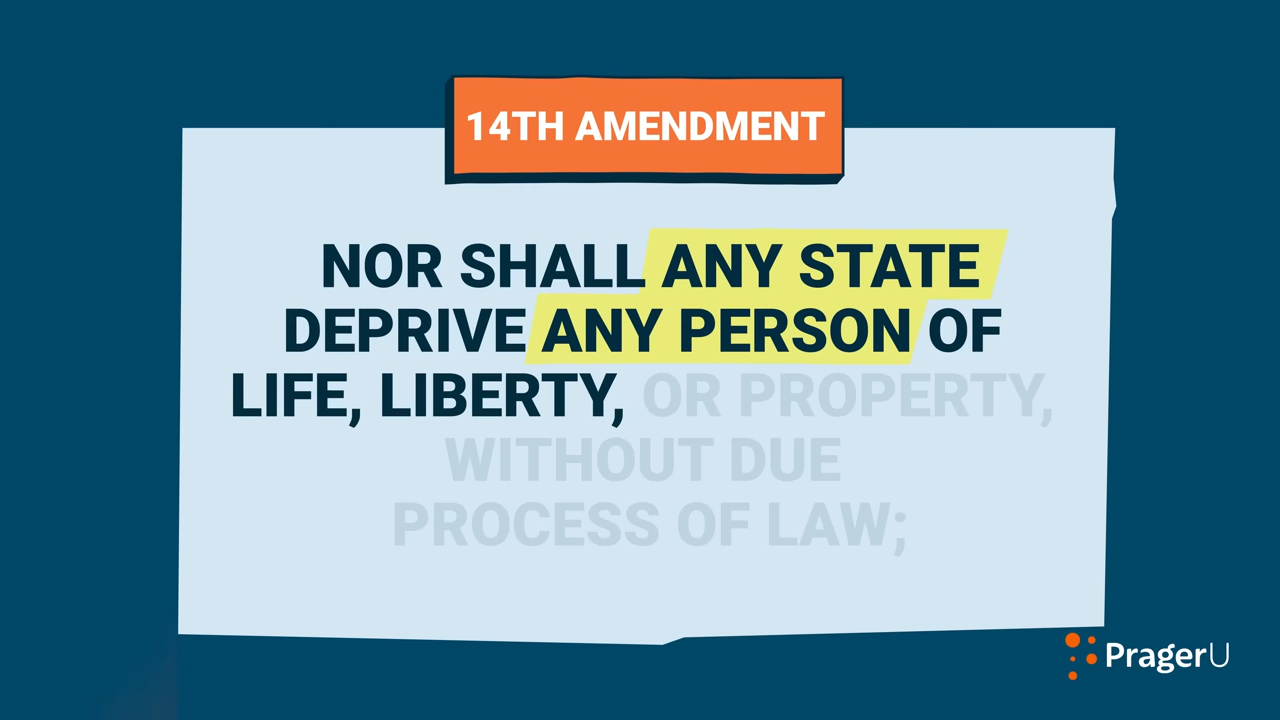 14TH AMENDMENT
NOR SHALL ANY STATE
DEPRIVE ANY PERSON OF
LIFE, LIBERTY, OR PROPERTY,
WITHOUT DUE
PROCESS OF LAW;
PragerU